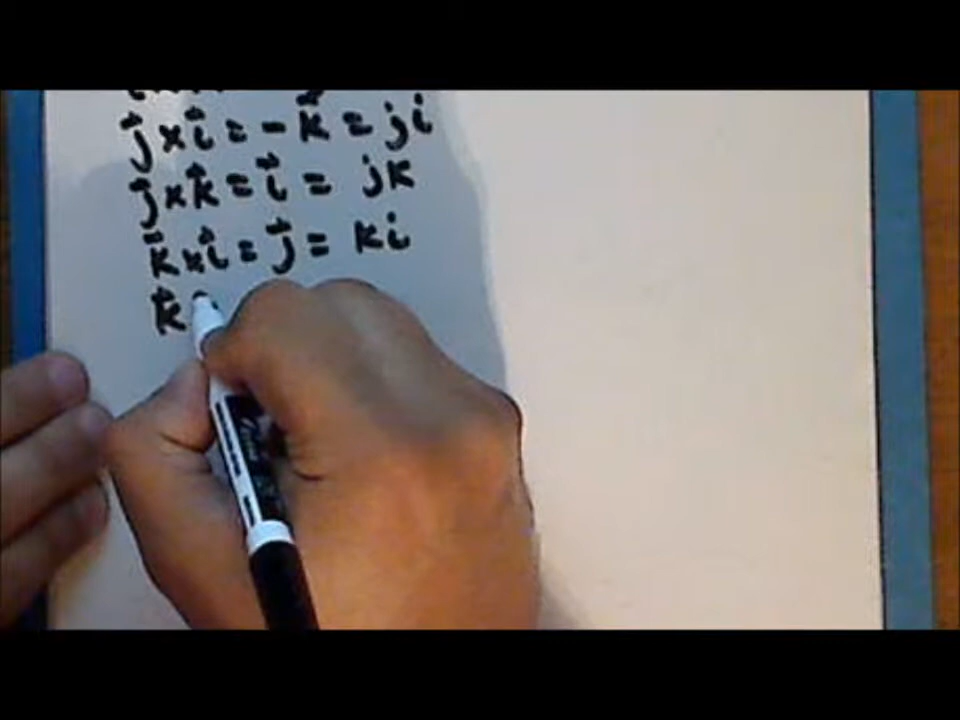 j⃗ × i⃗ = - k⃗ = ji
j⃗ × k⃗ = i⃗ = jk
k⃗ × i⃗ = j⃗ = ki
k⃗